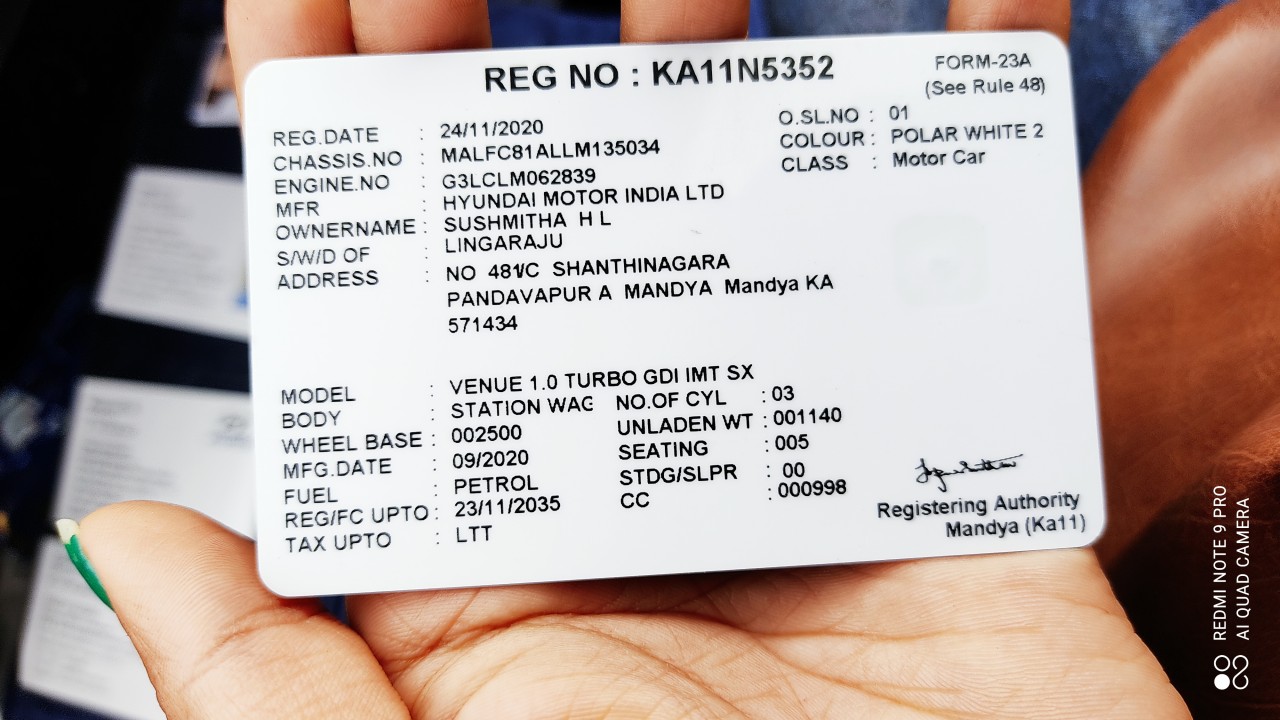 REG NO : KA11N5352
FORM-23A
(See Rule 48)
REG.DATE : 24/11/2020
O.SL.NO : 01
CHASSIS.NO : MALFC81ALLM135034
COLOUR : POLAR WHITE 2
ENGINE.NO : G3LCLM062839
CLASS : Motor Car
MFR : HYUNDAI MOTOR INDIA LTD
OWNERNAME : SUSHMITHA H L
S/W/D OF : LINGARAJU
ADDRESS : NO 481/C SHANTHINAGARA
PANDAVAPUR A MANDYA Mandya KA
571434
MODEL : VENUE 1.0 TURBO GDI IMT SX
BODY : STATION WAG NO.OF CYL : 03
WHEEL BASE : 002500 UNLADEN WT : 001140
MFG.DATE : 09/2020 SEATING : 005
FUEL : PETROL STDG/SLPR : 00
REG/FC UPTO : 23/11/2035 CC : 000998
TAX UPTO : LTT
Registering Authority
Mandya (Ka11)
REDMI NOTE 9 PRO
AI QUAD CAMERA